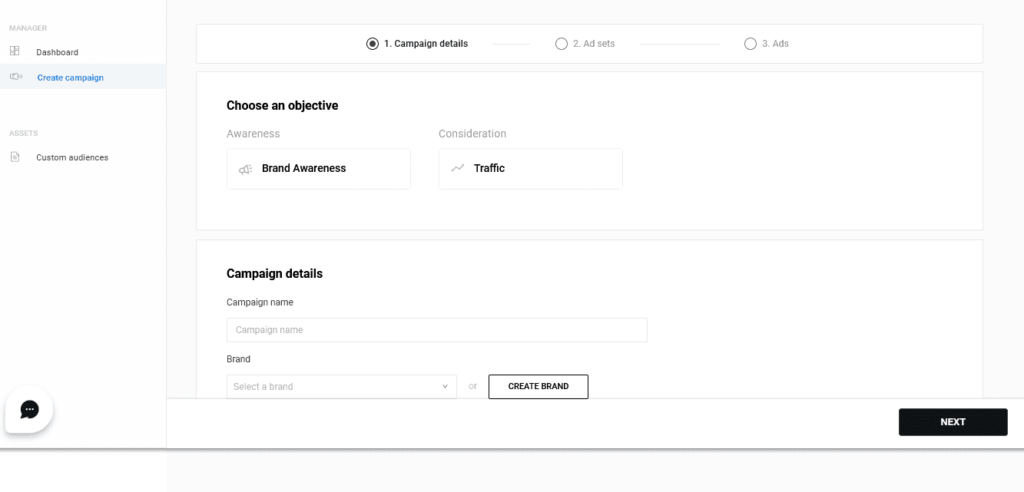 MANAGER
Dashboard
Create campaign
ASSETS
Custom audiences
1. Campaign details
2. Ad sets
3. Ads
Choose an objective
Awareness
Consideration
Brand Awareness
Traffic
Campaign details
Campaign name
Campaign name
Brand
Select a brand
or
CREATE BRAND
NEXT